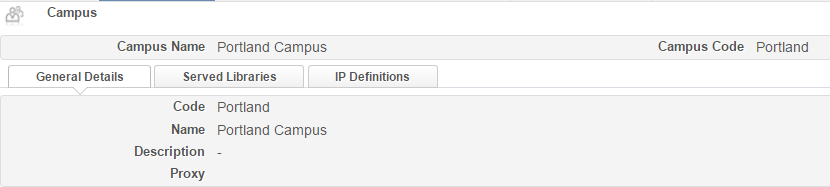 Campus
Campus Name Portland Campus Campus Code Portland
General Details Served Libraries IP Definitions
Code Portland
Name Portland Campus
Description -
Proxy